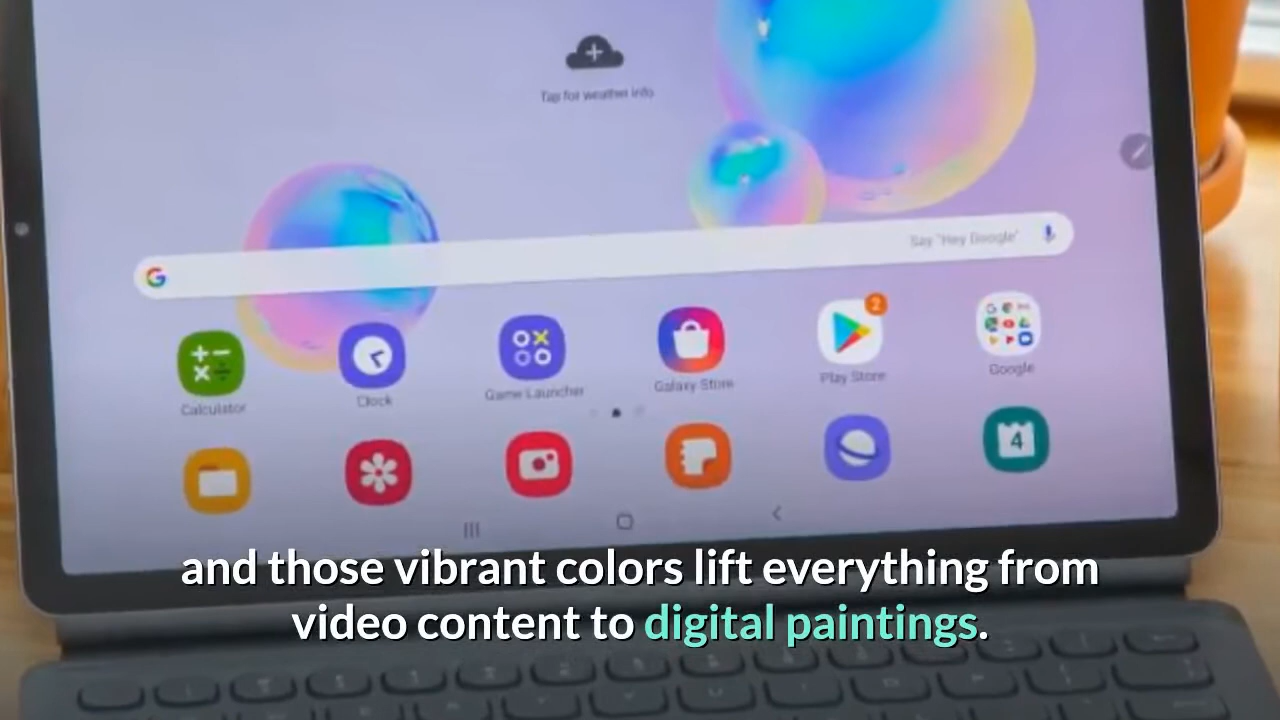 Tap for weather info
G
Say "Hey Google"
2
Calculator
Clock
Game Launcher
Galaxy Store
Play Store
Google
4
and those vibrant colors lift everything from
video content to digital paintings.